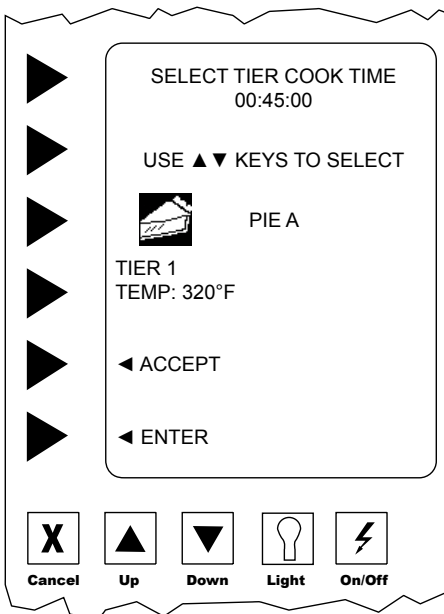 SELECT TIER COOK TIME
00:45:00
USE ▲▼ KEYS TO SELECT
PIE A
TIER 1
TEMP: 320°F
◄ ACCEPT
◄ ENTER
X
Cancel Up Down Light On/Off